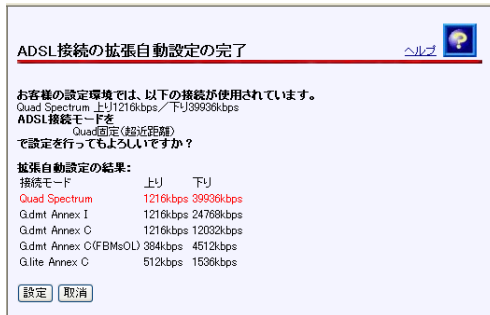 ADSL接続の拡張自動設定の完了
ヘルプ
?
お客様の設定環境では、以下の接続が使用されています。
Quad Spectrum 上り1216kbps／下り39936kbps
ADSL接続モードを
Quad固定(超近距離)
で設定を行ってもよろしいですか？
拡張自動設定の結果：
接続モード 上り 下り
Quad Spectrum 1216kbps 39936kbps
G.dmt Annex I 1216kbps 24768kbps
G.dmt Annex C 1216kbps 12032kbps
G.dmt Annex C(FBMsOL) 384kbps 4512kbps
G.lite Annex C 512kbps 1536kbps
設定 取消